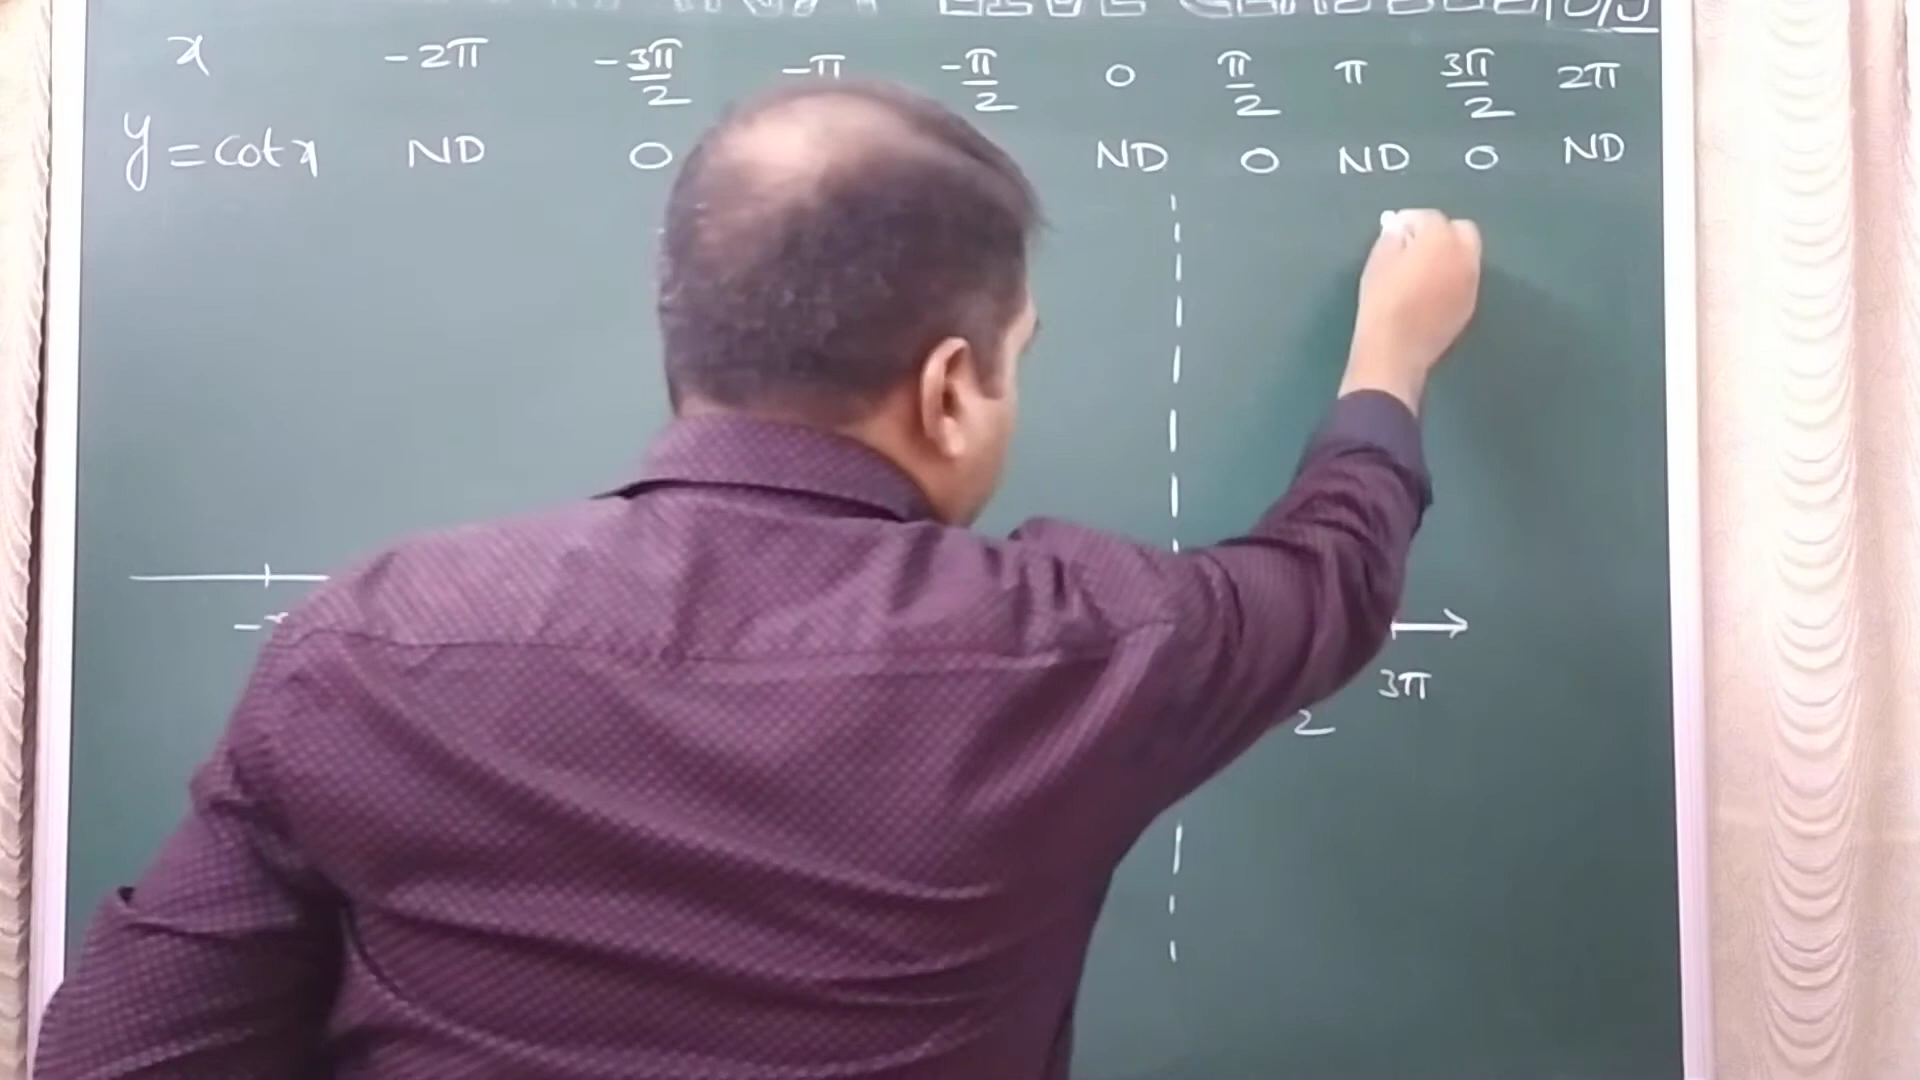 x -2π -3π/2 -π -π/2 0 π/2 π 3π/2 2π
y = cot x ND 0 ND 0 ND 0 ND
3π
2